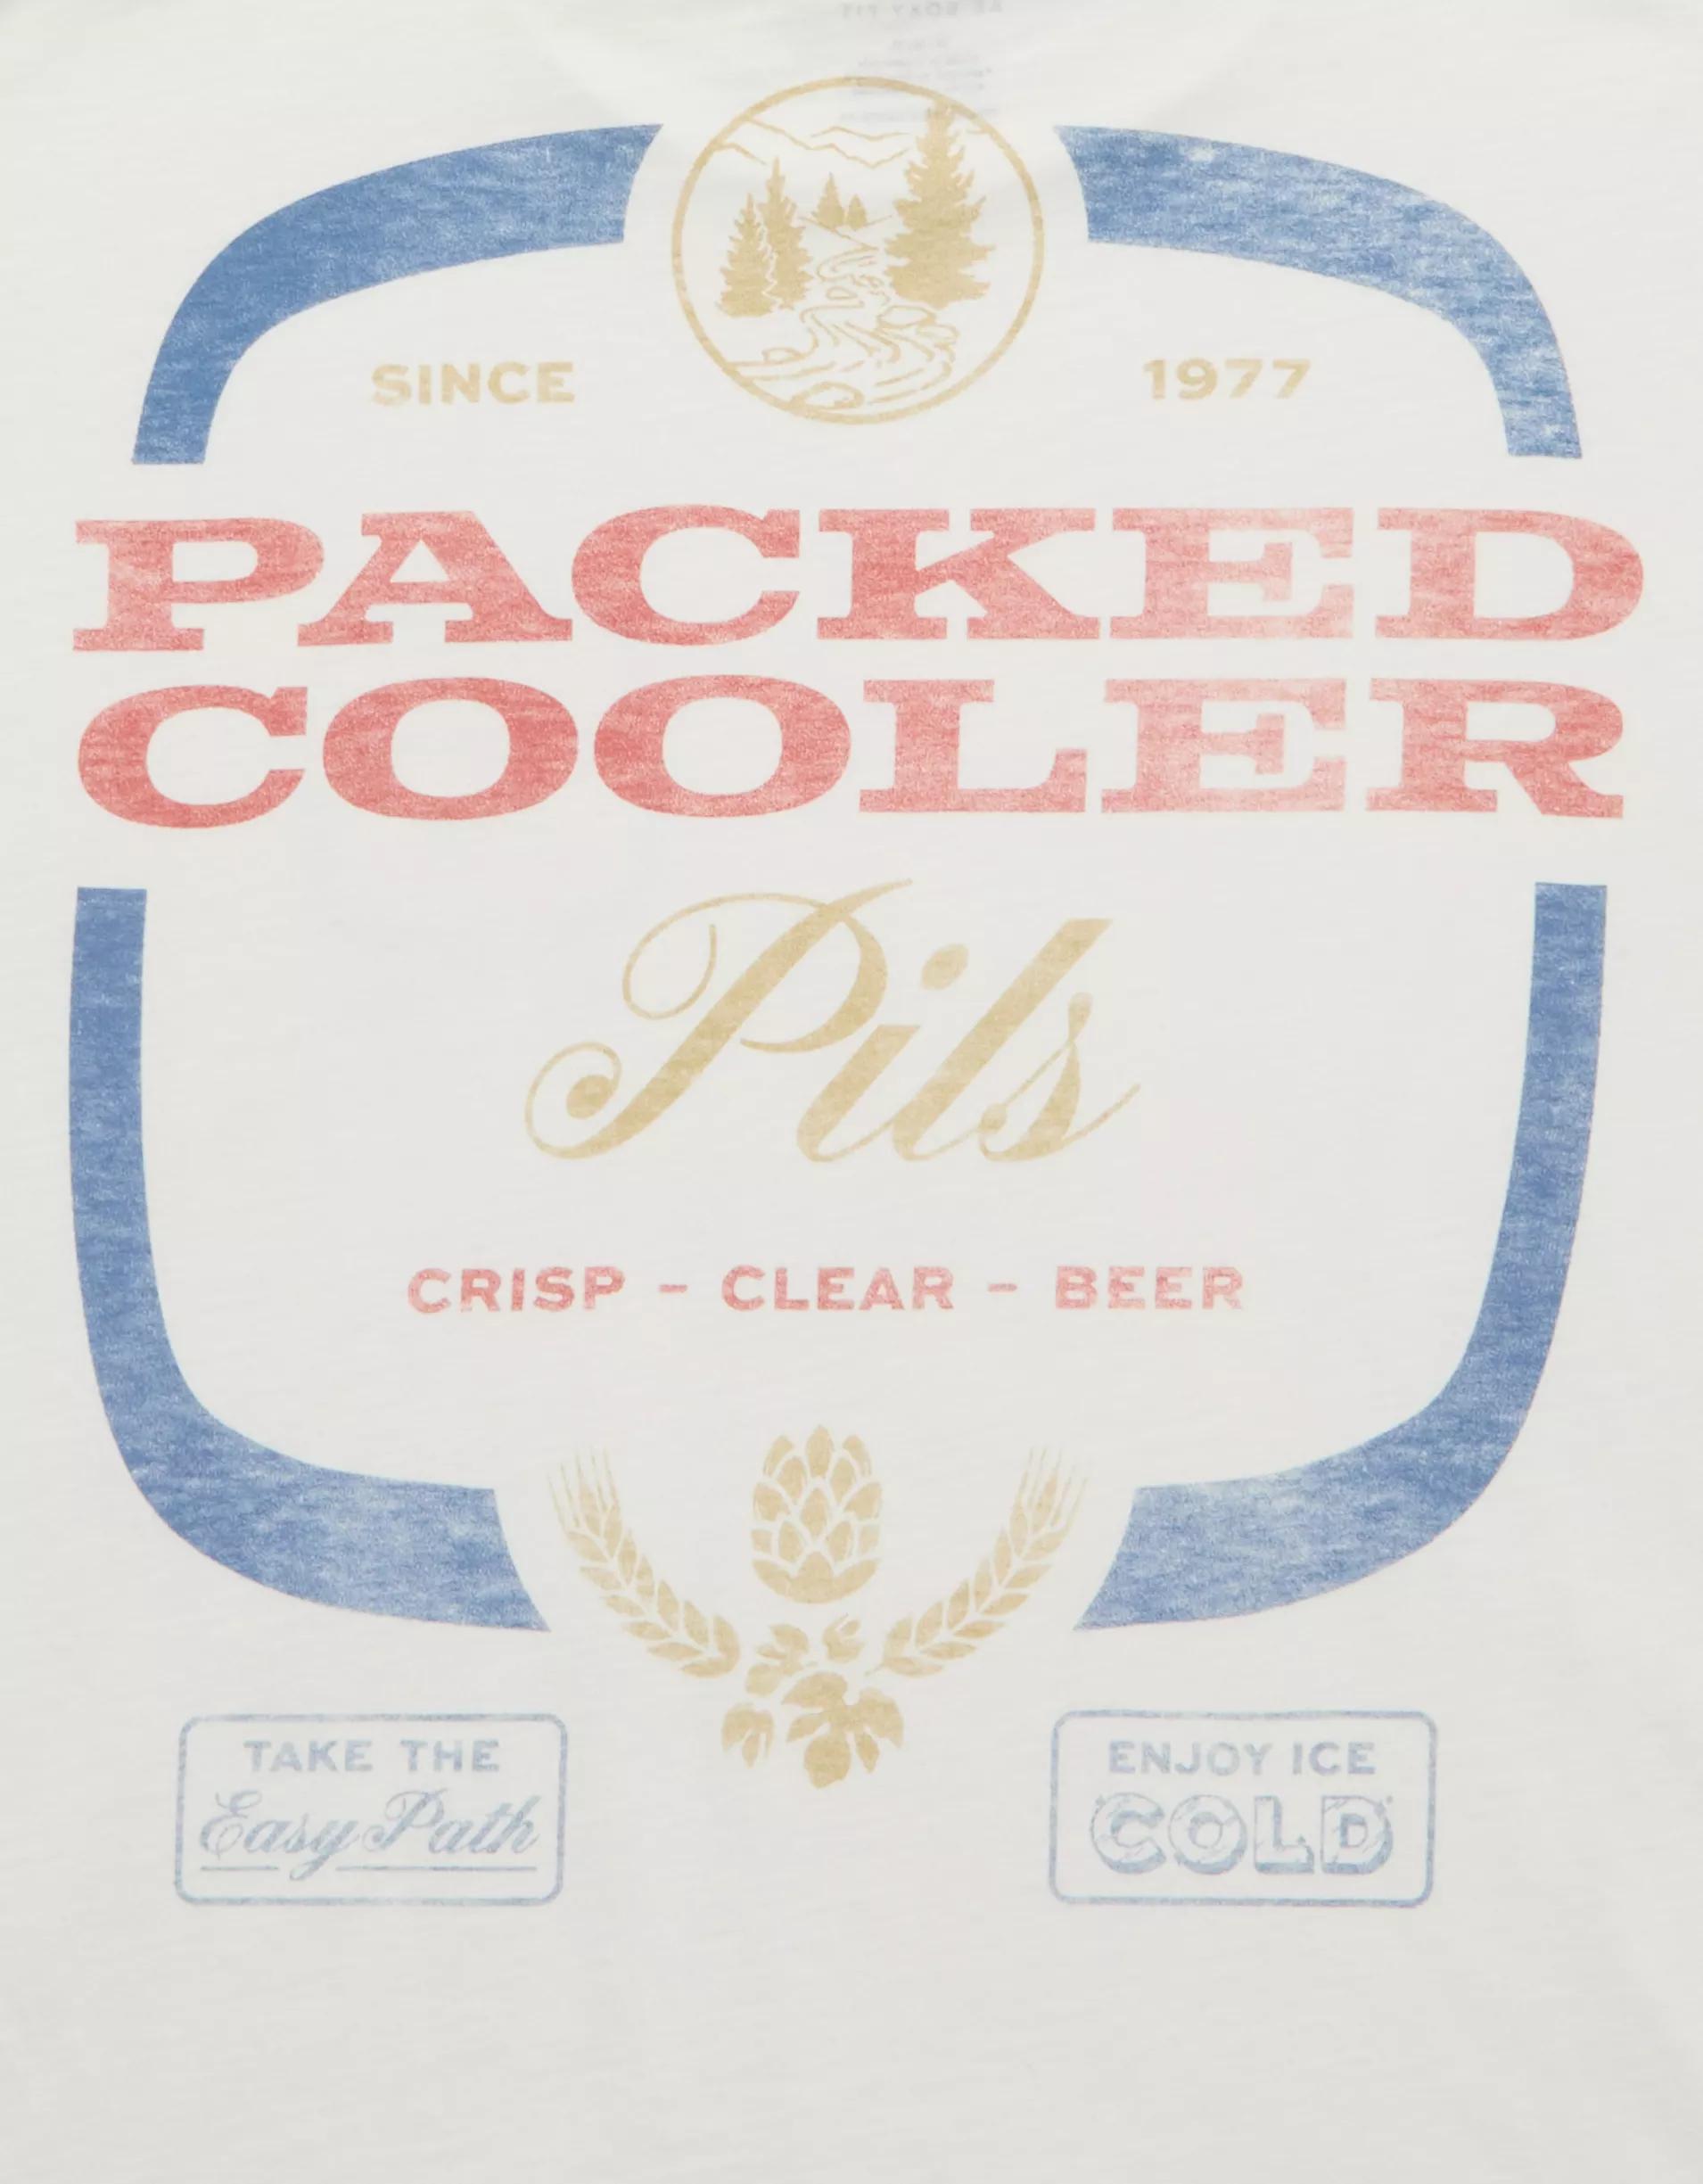 SINCE 1977
PACKED
COOLER
Pils
CRISP - CLEAR - BEER
TAKE THE
Easy Path
ENJOY ICE
COLD